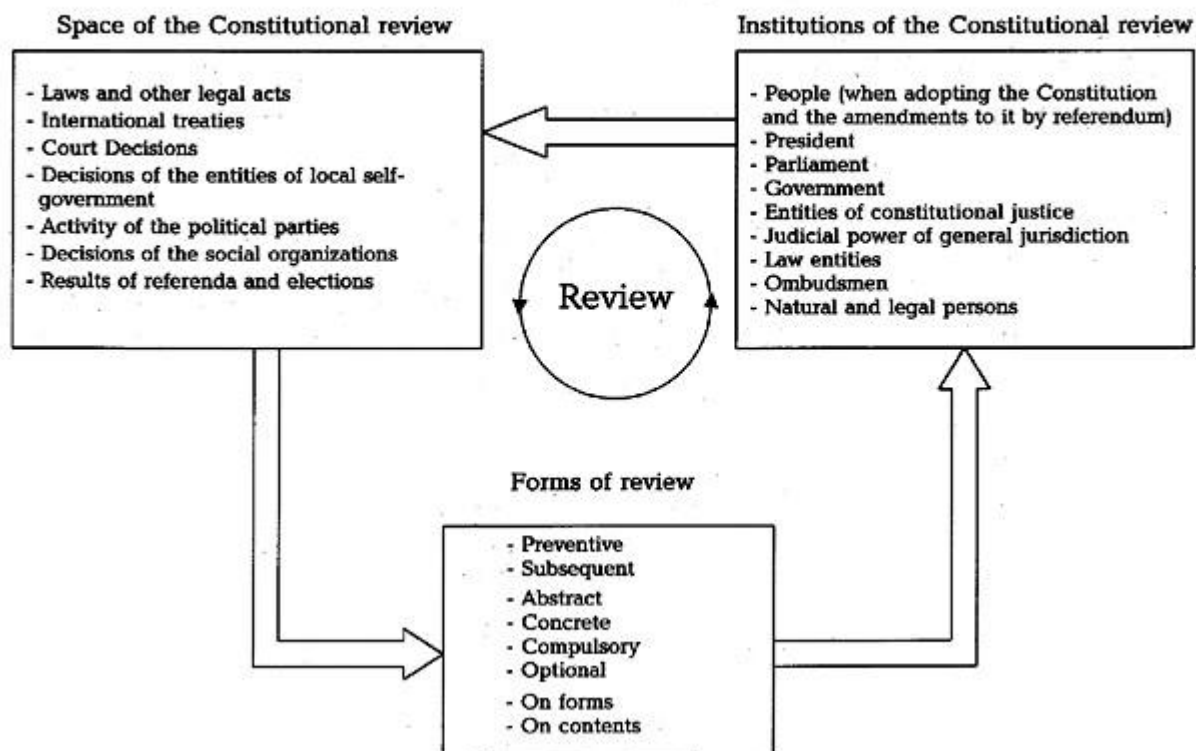 Space of the Constitutional review
- Laws and other legal acts
- International treaties
- Court Decisions
- Decisions of the entities of local self-
government
- Activity of the political parties
- Decisions of the social organizations
- Results of referenda and elections
Institutions of the Constitutional review
- People (when adopting the Constitution
and the amendments to it by referendum)
- President
- Parliament
- Government
- Entities of constitutional justice
- Judicial power of general jurisdiction
- Law entities
- Ombudsmen
- Natural and legal persons
Review
Forms of review
- Preventive
- Subsequent
- Abstract
- Concrete
- Compulsory
- Optional
- On forms
- On contents